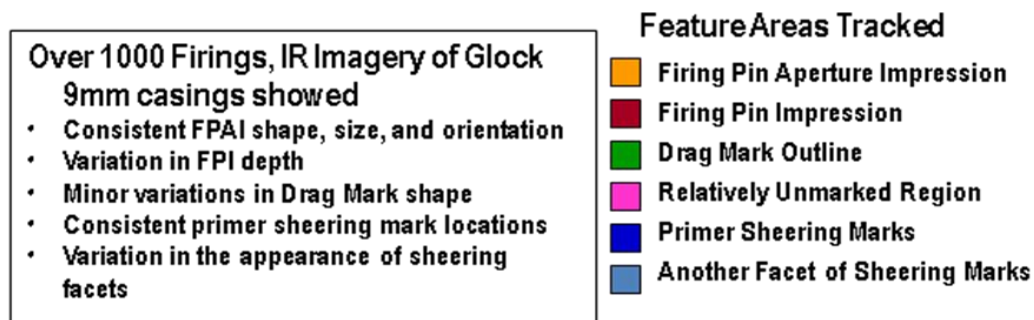 Over 1000 Firings, IR Imagery of Glock
9mm casings showed
• Consistent FPAI shape, size, and orientation
• Variation in FPI depth
• Minor variations in Drag Mark shape
• Consistent primer sheering mark locations
• Variation in the appearance of sheering
facets
Feature Areas Tracked
Firing Pin Aperture Impression
Firing Pin Impression
Drag Mark Outline
Relatively Unmarked Region
Primer Sheering Marks
Another Facet of Sheering Marks